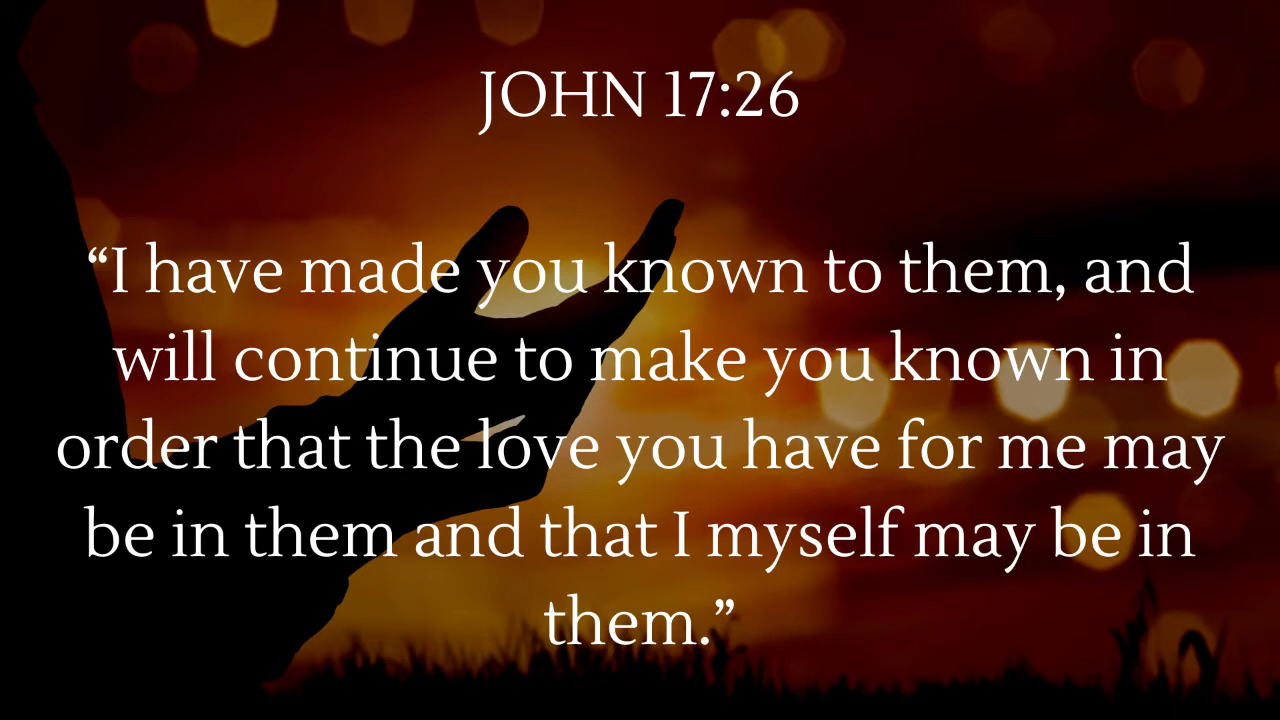 JOHN 17:26
“I have made you known to them, and
will continue to make you known in
order that the love you have for me may
be in them and that I myself may be in
them.”